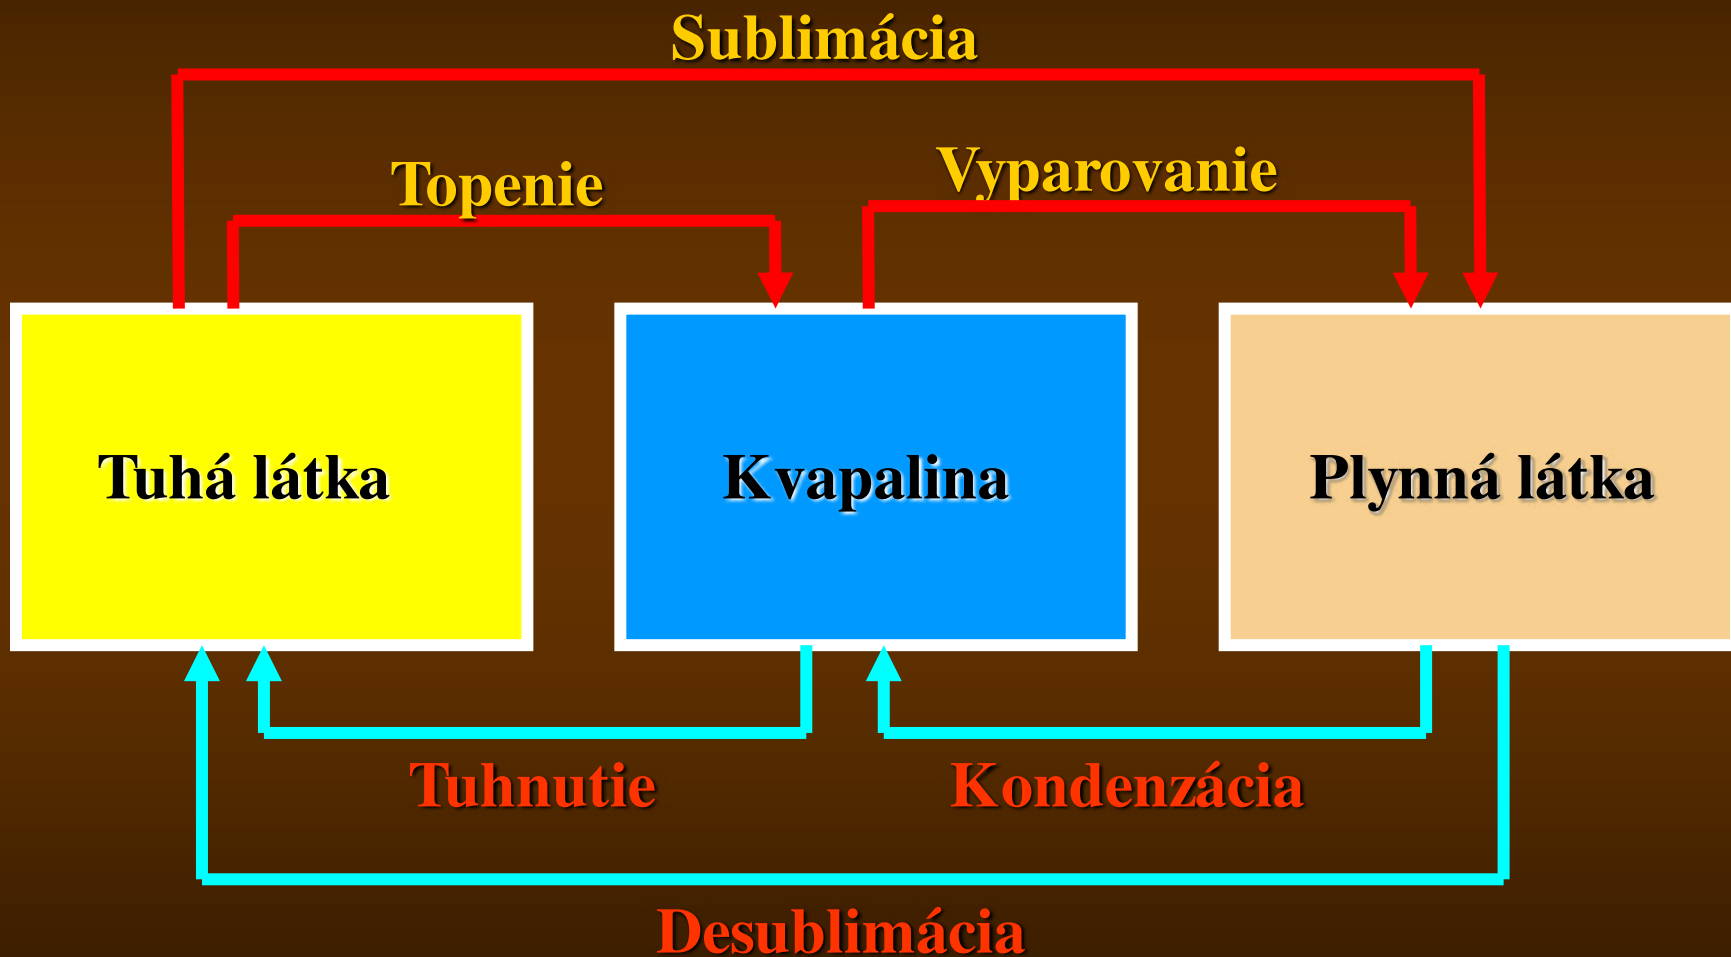 Sublimácia
Topenie
Vyparovanie
Tuhá látka
Kvapalina
Plynná látka
Tuhnutie
Kondenzácia
Desublimácia